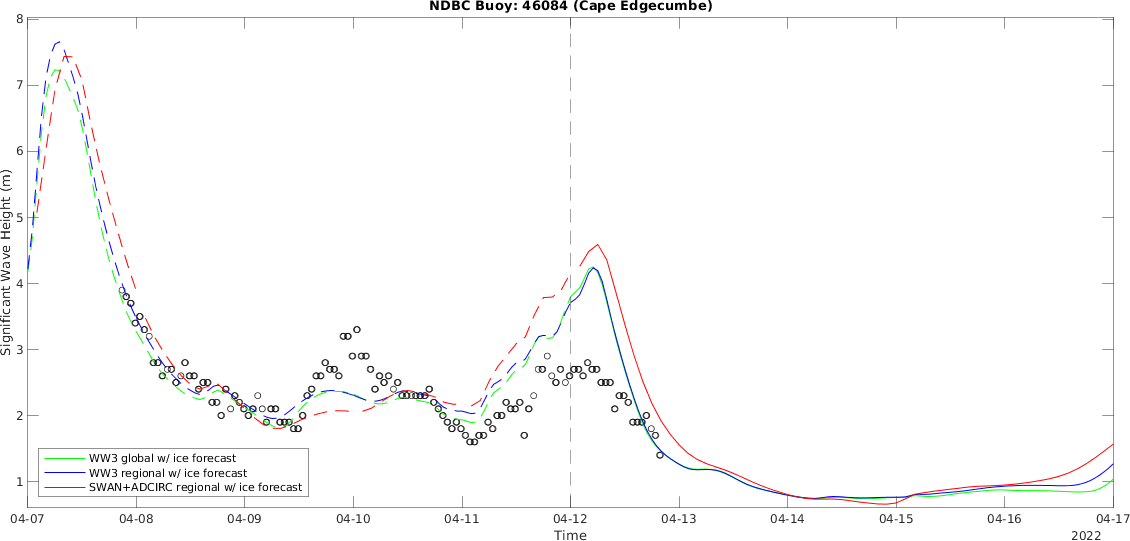 NDBC Buoy: 46084 (Cape Edgecumbe)
8
7
6
5
4
3
2
1
Significant Wave Height (m)
WW3 global w/ ice forecast
WW3 regional w/ ice forecast
SWAN+ADCIRC regional w/ ice forecast
04-07 04-08 04-09 04-10 04-11 04-12 04-13 04-14 04-15 04-16 04-17
Time
2022